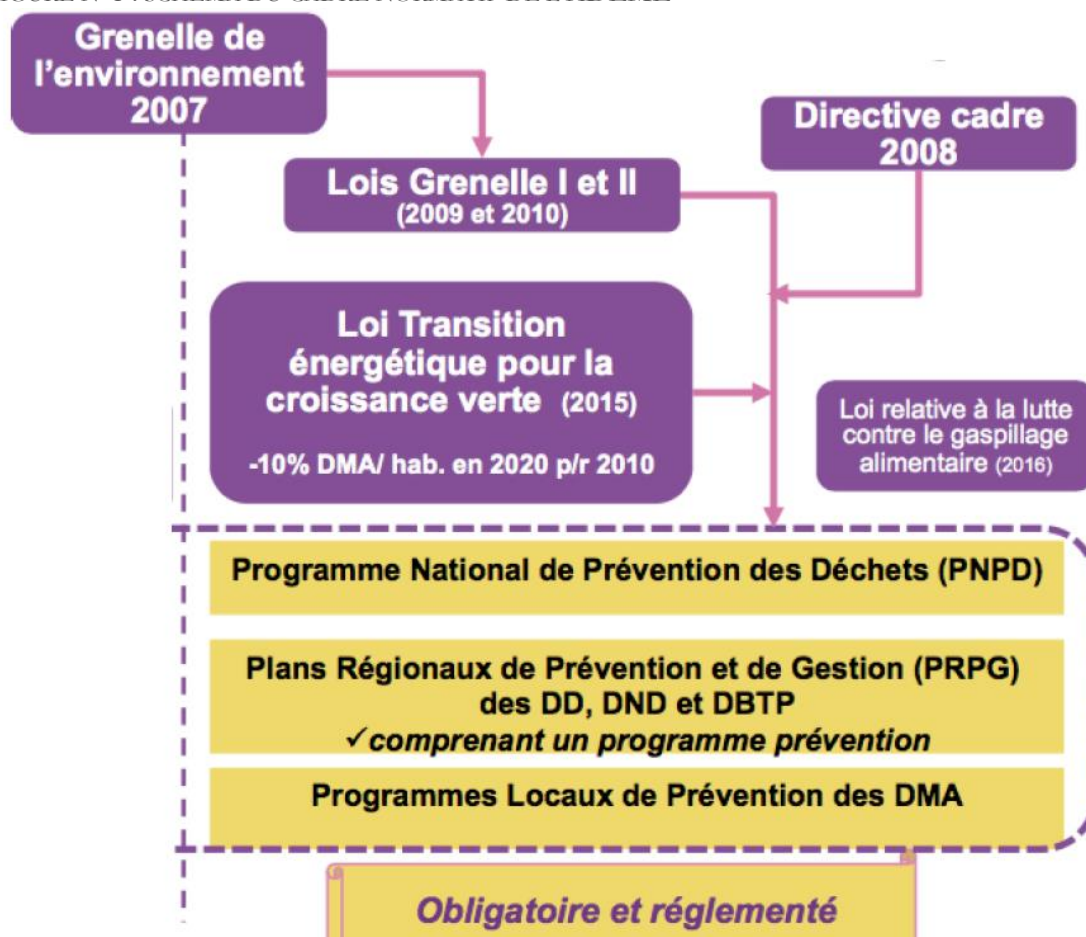 Grenelle de
l'environnement
2007
Directive cadre
2008
Lois Grenelle I et II
(2009 et 2010)
Loi Transition
énergétique pour la
croissance verte (2015)
-10% DMA/ hab. en 2020 p/r 2010
Loi relative à la lutte
contre le gaspillage
alimentaire (2016)
Programme National de Prévention des Déchets (PNPD)
Plans Régionaux de Prévention et de Gestion (PRPG)
des DD, DND et DBTP
✓comprenant un programme prévention
Programmes Locaux de Prévention des DMA
Obligatoire et réglementé